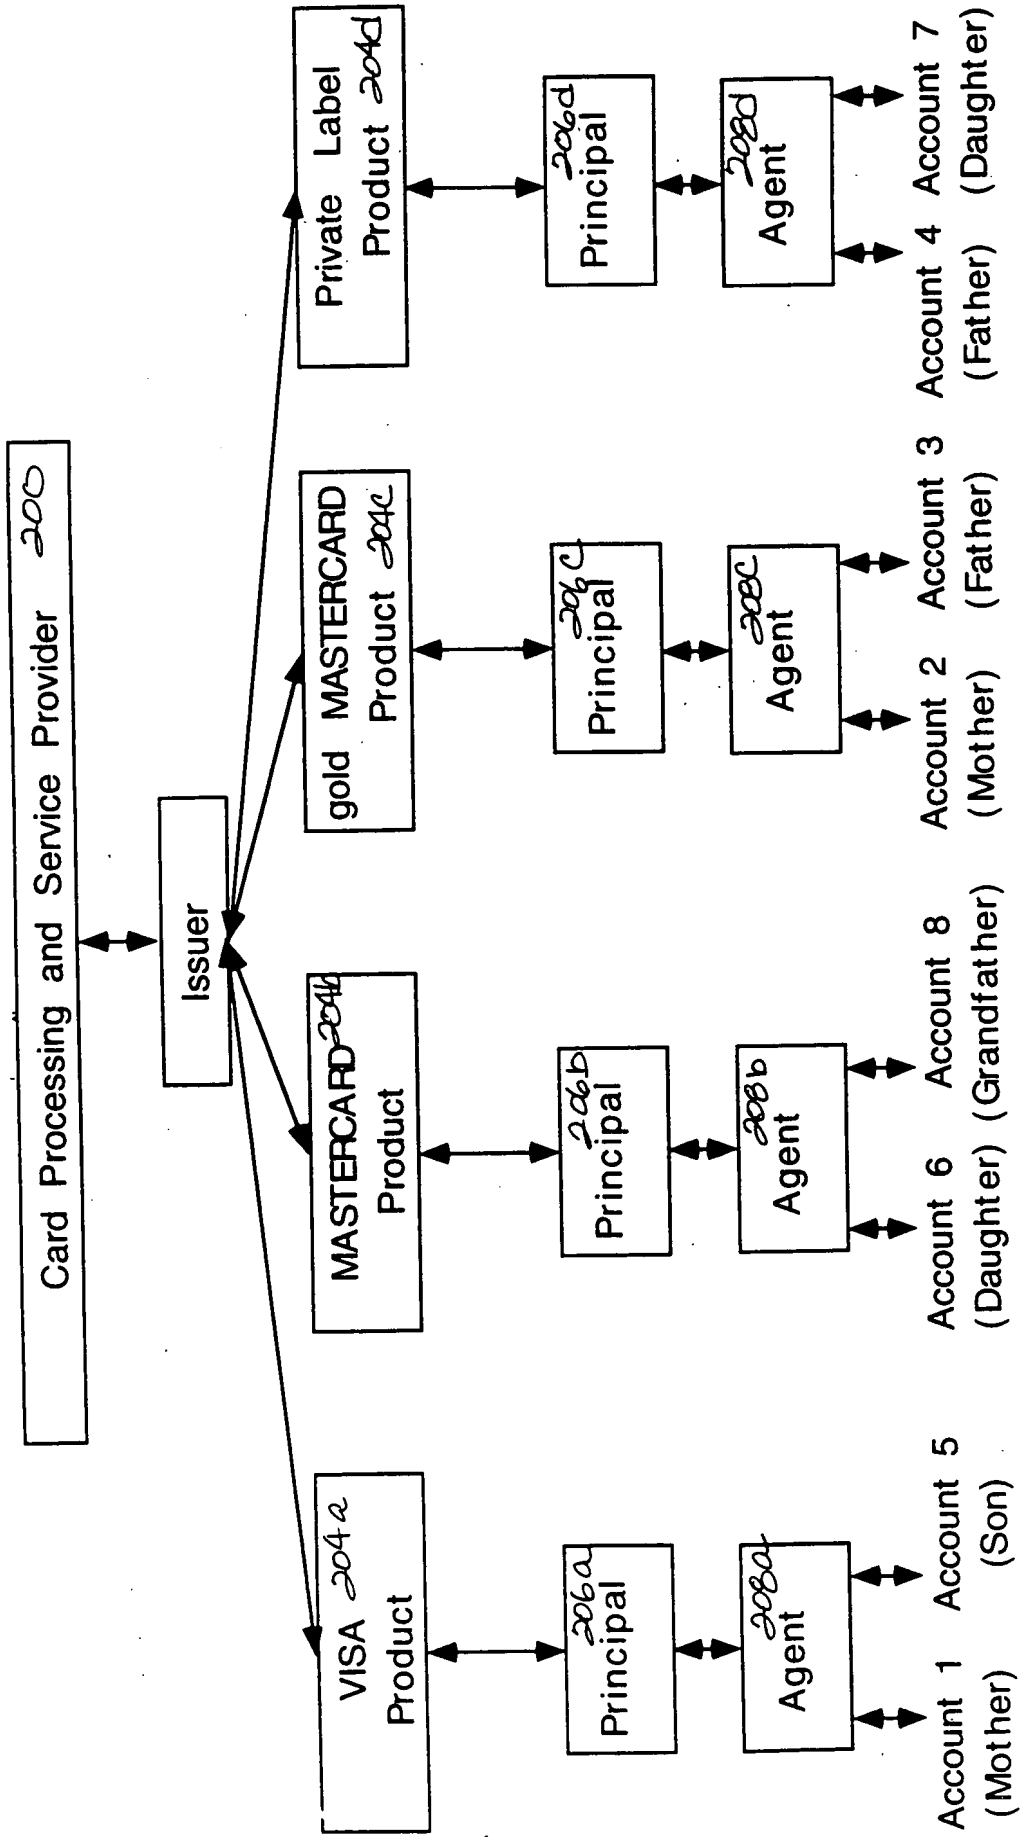 Card Processing and Service Provider 200
Issuer
VISA 204a
Product
MASTERCARD 204b
Product
gold MASTERCARD
Product 204c
Private Label
Product 204d
206a
Principal
206b
Principal
206c
Principal
206d
Principal
208a
Agent
208b
Agent
208c
Agent
208d
Agent
Account 1
(Mother)
Account 5
(Son)
Account 6
(Daughter)
Account 8
(Grandfather)
Account 2
(Mother)
Account 3
(Father)
Account 4
(Father)
Account 7
(Daughter)